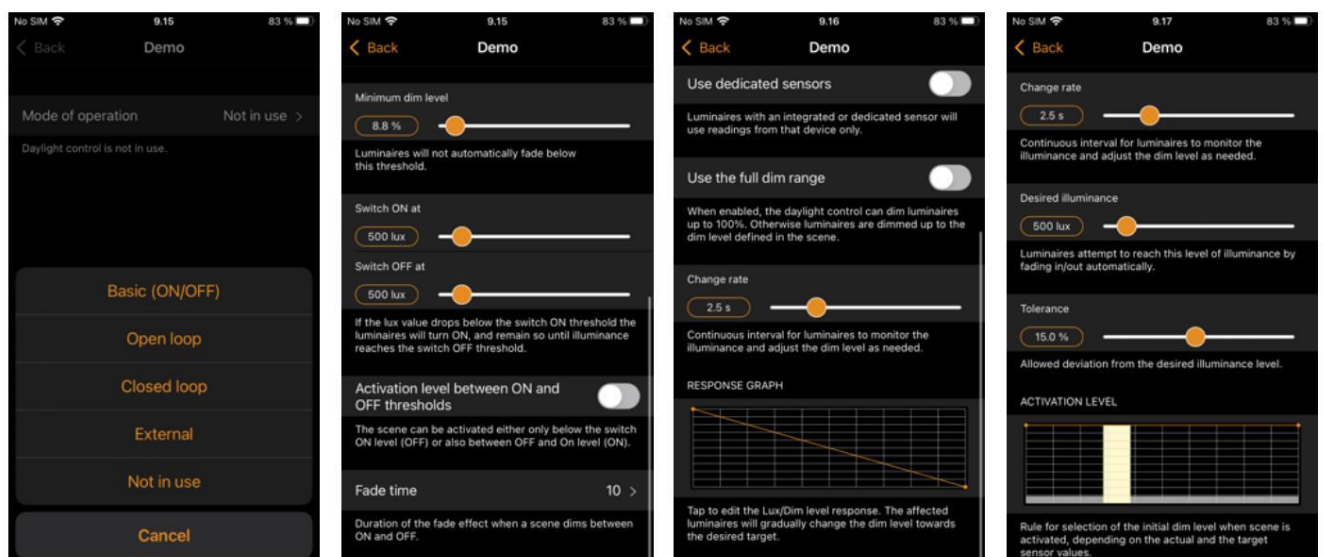 No SIM 9.15 83 %
Back Demo
Mode of operation Not in use
Daylight control is not in use.
Basic (ON/OFF)
Open loop
Closed loop
External
Not in use
Cancel
No SIM 9.15 83 %
Back Demo
Minimum dim level
8.8 %
Luminaires will not automatically fade below
this threshold.
Switch ON at
500 lux
Switch OFF at
500 lux
If the lux value drops below the switch ON threshold the
luminaires will turn ON, and remain so until illuminance
reaches the switch OFF threshold.
Activation level between ON and
OFF thresholds
The scene can be activated either only below the switch
ON level (OFF) or also between OFF and On level (ON).
Fade time 10
Duration of the fade effect when a scene dims between
ON and OFF.
No SIM 9.16 83 %
Back Demo
Use dedicated sensors
Luminaires with an integrated or dedicated sensor will
use readings from that device only.
Use the full dim range
When enabled, the daylight control can dim luminaires
up to 100%. Otherwise luminaires are dimmed up to the
dim level defined in the scene.
Change rate
2.5 s
Continuous interval for luminaires to monitor the
illuminance and adjust the dim level as needed.
RESPONSE GRAPH
Tap to edit the Lux/Dim level response. The affected
luminaires will gradually change the dim level towards
the desired target.
No SIM 9.17 83 %
Back Demo
Change rate
2.5 s
Continuous interval for luminaires to monitor the
illuminance and adjust the dim level as needed.
Desired illuminance
500 lux
Luminaires attempt to reach this level of illuminance by
fading in/out automatically.
Tolerance
15.0 %
Allowed deviation from the desired illuminance level.
ACTIVATION LEVEL
Rule for selection of the initial dim level when scene is
activated, depending on the actual and the target
sensor values.